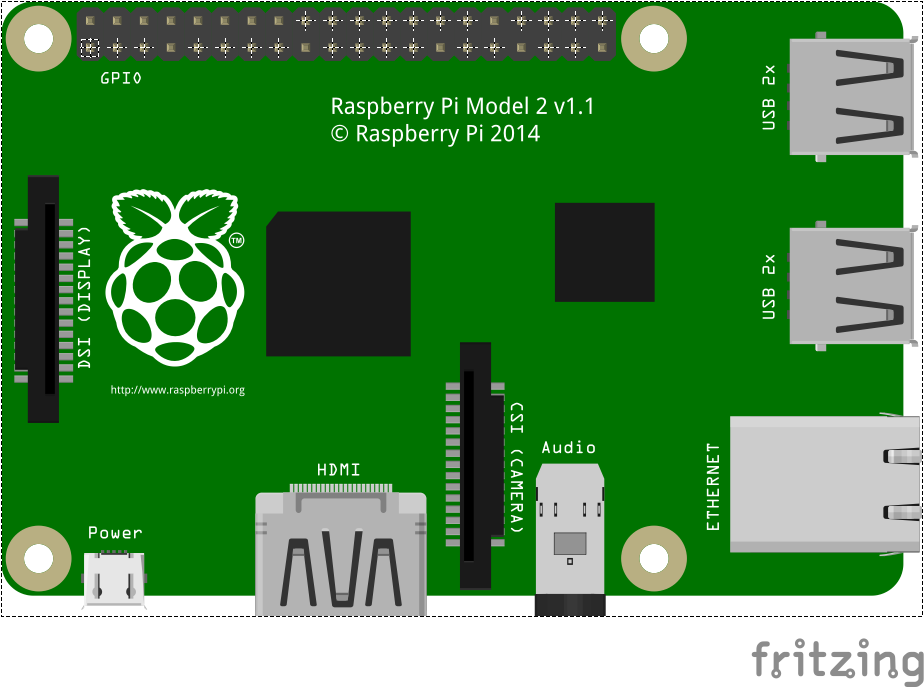 GPIO
Raspberry Pi Model 2 v1.1
© Raspberry Pi 2014
USB 2x
TM
DSI (DISPLAY)
USB 2x
http://www.raspberrypi.org
CSI (CAMERA)
Audio
ETHERNET
HDMI
Power
fritzing